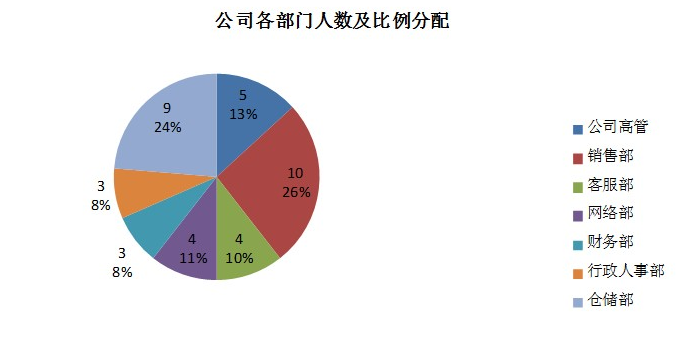 公司各部门人数及比例分配
5
13%
10
26%
4
10%
4
11%
3
8%
3
8%
9
24%
公司高管
销售部
客服部
网络部
财务部
行政人事部
仓储部